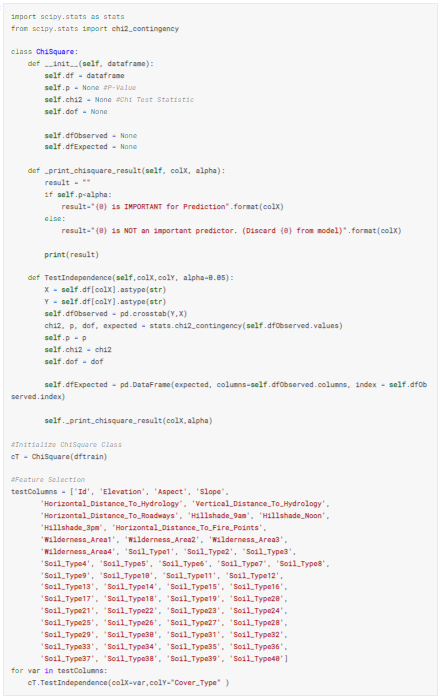 import scipy.stats as stats
from scipy.stats import chi2_contingency
class ChiSquare:
def __init__(self, dataframe):
self.df = dataframe
self.p = None #P-Value
self.chi2 = None #Chi Test Statistic
self.dof = None
self.dfObserved = None
self.dfExpected = None
def _print_chisquare_result(self, colX, alpha):
result = ""
if self.p<alpha:
result="{0} is IMPORTANT for Prediction".format(colX)
else:
result="{0} is NOT an important predictor. (Discard {0} from model)".format(colX)
print(result)
def TestIndependence(self,colX,colY, alpha=0.05):
X = self.df[colX].astype(str)
Y = self.df[colY].astype(str)
self.dfObserved = pd.crosstab(Y,X)
chi2, p, dof, expected = stats.chi2_contingency(self.dfObserved.values)
self.p = p
self.chi2 = chi2
self.dof = dof
self.dfExpected = pd.DataFrame(expected, columns=self.dfObserved.columns, index = self.dfOb
served.index)
self._print_chisquare_result(colX,alpha)
#Initialize ChiSquare Class
cT = ChiSquare(dftrain)
#Feature Selection
testColumns = ['Id', 'Elevation', 'Aspect', 'Slope',
'Horizontal_Distance_To_Hydrology', 'Vertical_Distance_To_Hydrology',
'Horizontal_Distance_To_Roadways', 'Hillshade_9am', 'Hillshade_Noon',
'Hillshade_3pm', 'Horizontal_Distance_To_Fire_Points',
'Wilderness_Area1', 'Wilderness_Area2', 'Wilderness_Area3',
'Wilderness_Area4', 'Soil_Type1', 'Soil_Type2', 'Soil_Type3',
'Soil_Type4', 'Soil_Type5', 'Soil_Type6', 'Soil_Type7', 'Soil_Type8',
'Soil_Type9', 'Soil_Type10', 'Soil_Type11', 'Soil_Type12',
'Soil_Type13', 'Soil_Type14', 'Soil_Type15', 'Soil_Type16',
'Soil_Type17', 'Soil_Type18', 'Soil_Type19', 'Soil_Type20',
'Soil_Type21', 'Soil_Type22', 'Soil_Type23', 'Soil_Type24',
'Soil_Type25', 'Soil_Type26', 'Soil_Type27', 'Soil_Type28',
'Soil_Type29', 'Soil_Type30', 'Soil_Type31', 'Soil_Type32',
'Soil_Type33', 'Soil_Type34', 'Soil_Type35', 'Soil_Type36',
'Soil_Type37', 'Soil_Type38', 'Soil_Type39', 'Soil_Type40']
for var in testColumns:
cT.TestIndependence(colX=var,colY="Cover_Type" )